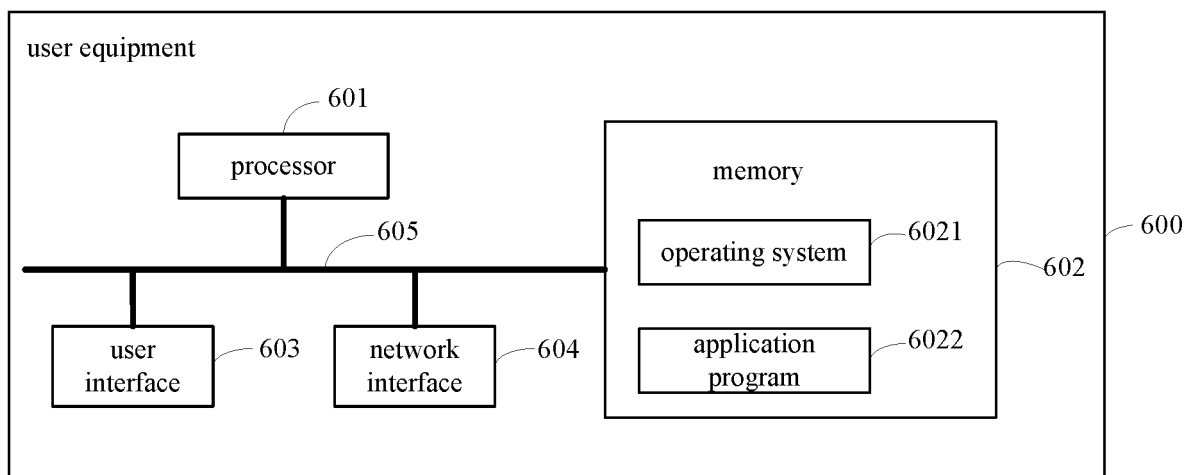 user equipment
601
processor
memory
605
6021
operating system
600
602
user
interface
603
network
interface
604
application
program
6022